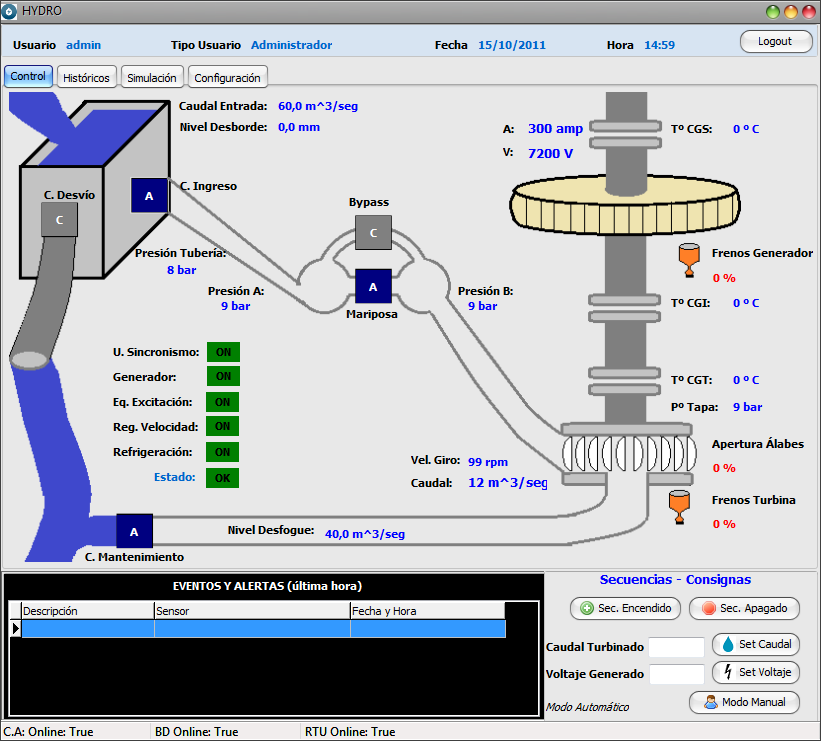 HYDRO
Usuario admin Tipo Usuario Administrador Fecha 15/10/2011 Hora 14:59 Logout
Control Históricos Simulación Configuración
Caudal Entrada: 60,0 m^3/seg
Nivel Desborde: 0,0 mm
A: 300 amp
V: 7200 V
Tº CGS: 0 º C
C. Desvío
C
A
C. Ingreso
Bypass
C
Presión Tuberia:
8 bar
Frenos Generador
0 %
Presión A:
9 bar
A
Mariposa
Presión B:
9 bar
Tº CGI: 0 º C
U. Sincronismo: ON
Generador: ON
Eq. Excitación: ON
Reg. Velocidad: ON
Refrigeración: ON
Estado: OK
Tº CGT: 0 º C
Pº Tapa: 9 bar
Apertura Álabes
0 %
Vel. Giro: 99 rpm
Caudal: 12 m^3/seg
Frenos Turbina
0 %
A
C. Mantenimiento
Nivel Desfogue: 40,0 m^3/seg
EVENTOS Y ALERTAS (última hora)
Descripción Sensor Fecha y Hora
Secuencias - Consignas
Sec. Encendido Sec. Apagado
Caudal Turbinado Set Caudal
Voltaje Generado Set Voltaje
Modo Automático Modo Manual
C.A: Online: True BD Online: True RTU Online: True